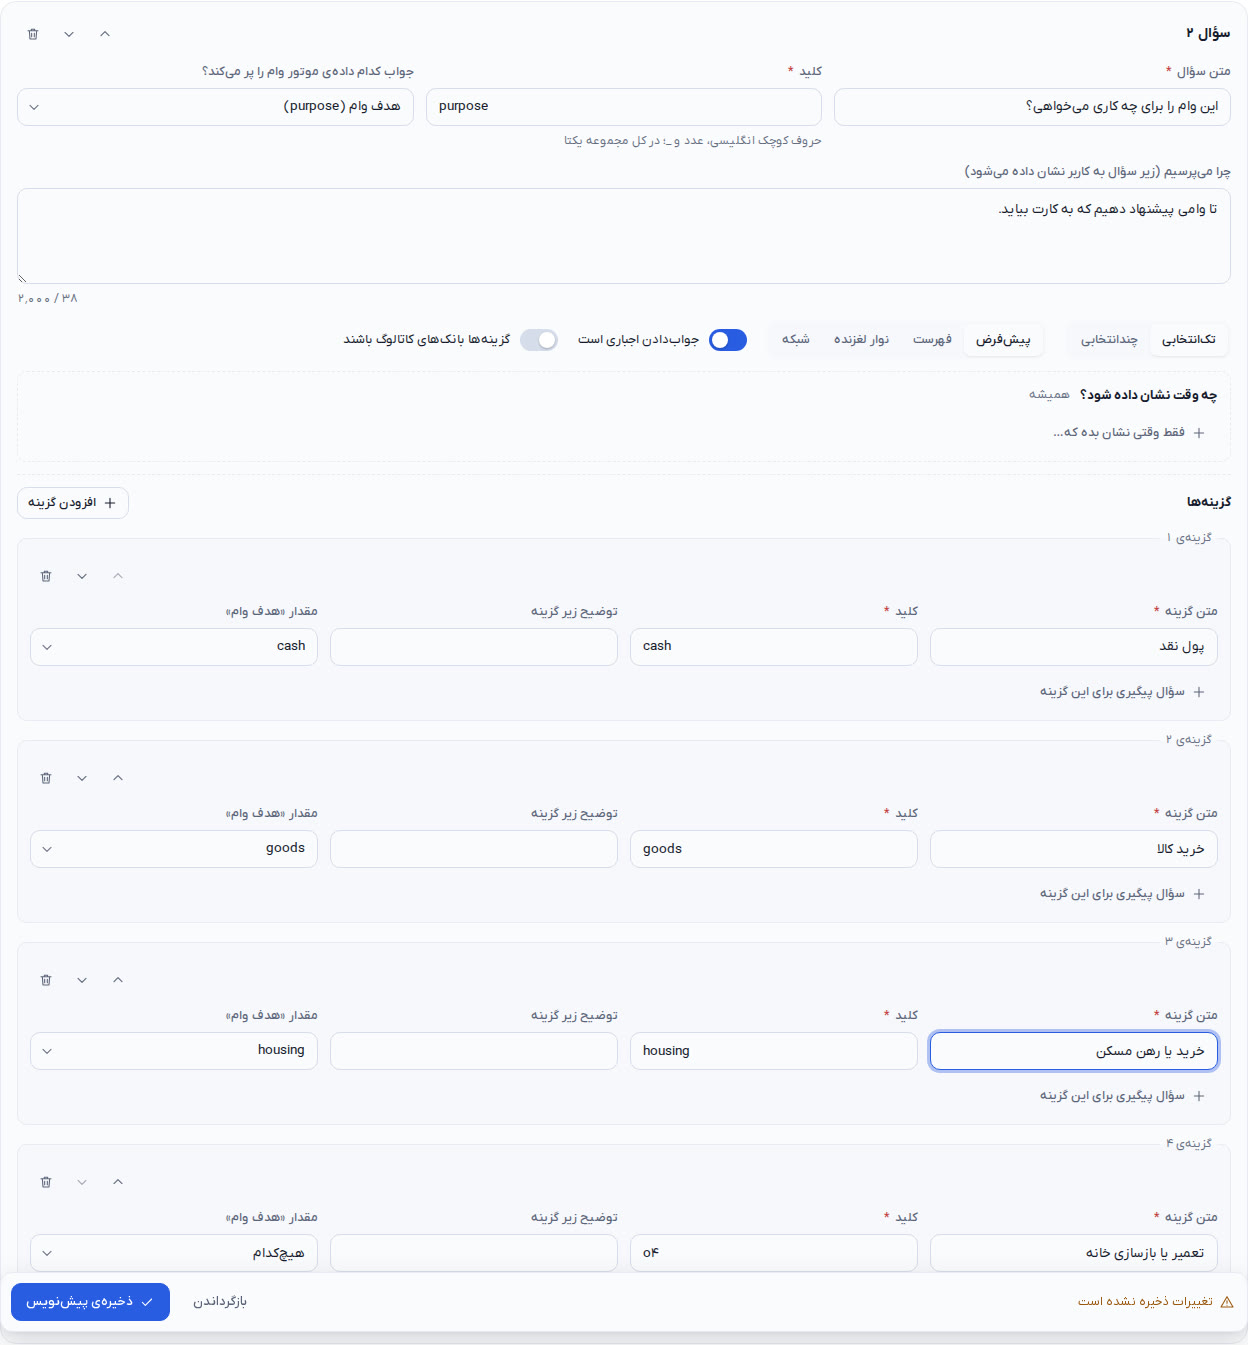 سؤال ۲
متن سؤال *
کلید *
جواب کدام داده‌ی موتور وام را پر می‌کند؟
این وام را برای چه کاری می‌خواهی؟
purpose
هدف وام (purpose)
حروف کوچک انگلیسی، عدد و _؛ در کل مجموعه یکتا
چرا می‌پرسیم (زیر سؤال به کاربر نشان داده می‌شود)
تا وامی پیشنهاد دهیم که به کارت بیاید.
۳۸ / ۲٬۰۰۰
تک‌انتخابی
چندانتخابی
پیش‌فرض
فهرست
نوار لغزنده
شبکه
جواب‌دادن اجباری است
گزینه‌ها بانک‌های کاتالوگ باشند
چه وقت نشان داده شود؟ همیشه
فقط وقتی نشان بده که...
گزینه‌ها
افزودن گزینه
گزینه‌ی ۱
متن گزینه *
کلید *
توضیح زیر گزینه
مقدار «هدف وام»
پول نقد
cash
cash
سؤال پیگیری برای این گزینه
گزینه‌ی ۲
متن گزینه *
کلید *
توضیح زیر گزینه
مقدار «هدف وام»
خرید کالا
goods
goods
سؤال پیگیری برای این گزینه
گزینه‌ی ۳
متن گزینه *
کلید *
توضیح زیر گزینه
مقدار «هدف وام»
خرید یا رهن مسکن
housing
housing
سؤال پیگیری برای این گزینه
گزینه‌ی ۴
متن گزینه *
کلید *
توضیح زیر گزینه
مقدار «هدف وام»
تعمیر یا بازسازی خانه
o۴
هیچ‌کدام
تغییرات ذخیره نشده است
بازگرداندن
ذخیره‌ی پیش‌نویس